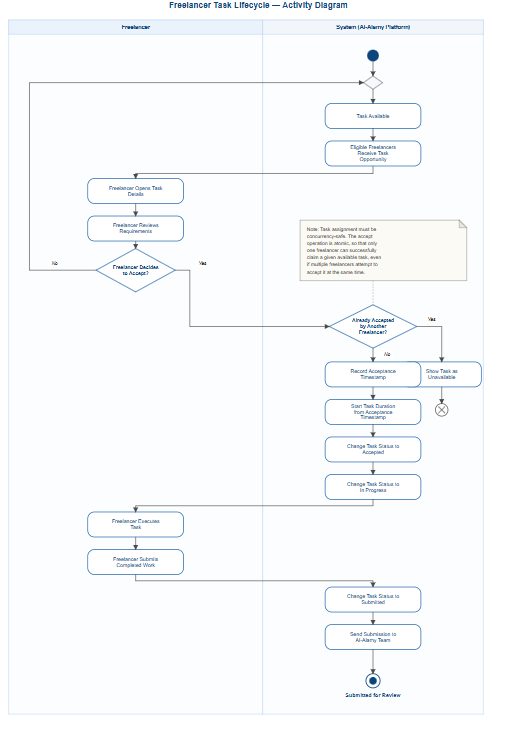 Freelancer Task Lifecycle — Activity Diagram
Freelancer
System (Al-Alamy Platform)
Task Available
Eligible Freelancers
Receive Task
Opportunity
Freelancer Opens Task
Details
Freelancer Reviews
Requirements
Note: Task assignment must be
concurrency-safe. The accept
operation is atomic, so that only
one freelancer can successfully
claim a given available task, even
if multiple freelancers attempt to
accept it at the same time.
No
Freelancer Decides
to Accept?
Yes
Already Accepted
by Another
Freelancer?
Yes
No
Record Acceptance
Timestamp
Show Task as
Unavailable
Start Task Duration
from Acceptance
Timestamp
Change Task Status to
Accepted
Change Task Status to
In Progress
Freelancer Executes
Task
Freelancer Submits
Completed Work
Change Task Status to
Submitted
Send Submission to
Al-Alamy Team
Submitted for Review